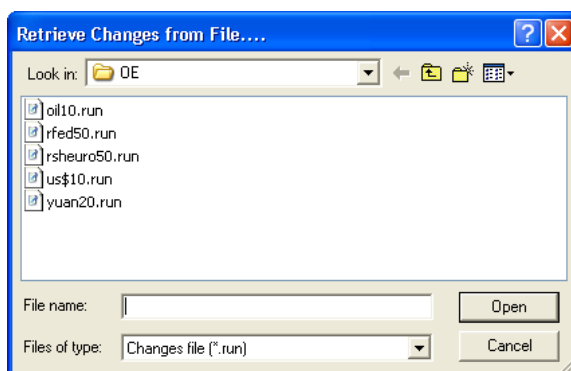 Retrieve Changes from File....
Look in: OE
oil10.run
rfed50.run
rsheuro50.run
us$10.run
yuan20.run
File name: Open
Files of type: Changes file (*.run) Cancel